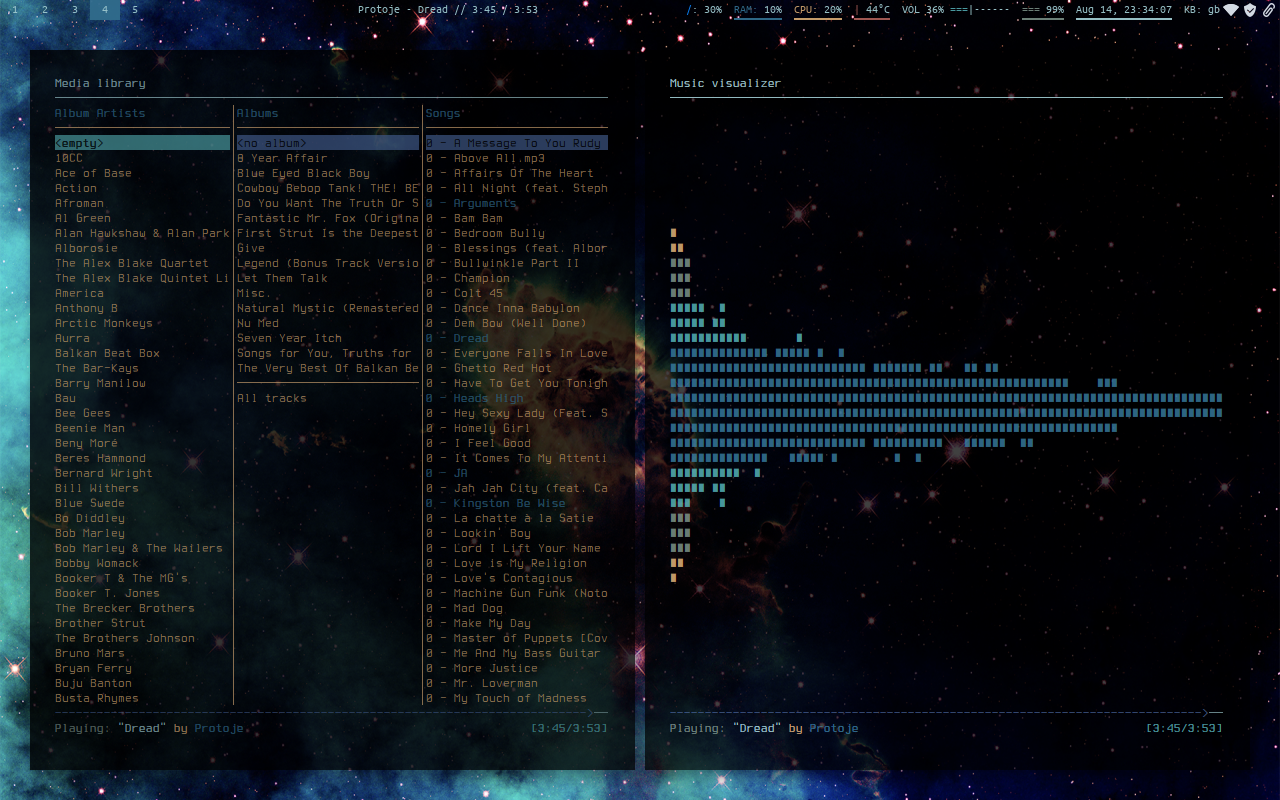 1 2 3 4 5 Protoje - Dread // 3:45 / 3:53 /: 30% RAM: 10% CPU: 20% | 44°C VOL 36% ===|------ === 99% Aug 14, 23:34:07 KB: gb
Media library
Album Artists
<empty>
10CC
Ace of Base
Action
Afroman
Al Green
Alan Hawkshaw & Alan Park
Alborosie
The Alex Blake Quartet
The Alex Blake Quintet Li
America
Anthony B
Arctic Monkeys
Aurra
Balkan Beat Box
The Bar-Kays
Barry Manilow
Bau
Bee Gees
Beenie Man
Beny Moré
Beres Hammond
Bernard Wright
Bill Withers
Blue Swede
Bo Diddley
Bob Marley
Bob Marley & The Wailers
Bobby Womack
Booker T & The MG's
Booker T. Jones
The Brecker Brothers
Brother Strut
The Brothers Johnson
Bruno Mars
Bryan Ferry
Buju Banton
Busta Rhymes
Albums
<no album>
8 Year Affair
Blue Eyed Black Boy
Cowboy Bebop Tank! THE! BE
Do You Want The Truth Or S
Fantastic Mr. Fox (Origina
First Strut Is the Deepest
Give
Legend (Bonus Track Versio
Let Them Talk
Misc.
Natural Mystic (Remastered
Nu Med
Seven Year Itch
Songs for You, Truths for
The Very Best Of Balkan Be
All tracks
Songs
0 - A Message To You Rudy
0 - Above All.mp3
0 - Affairs Of The Heart
0 - All Night (feat. Steph
0 - Arguments
0 - Bam Bam
0 - Bedroom Bully
0 - Blessings (feat. Albor
0 - Bullwinkle Part II
0 - Champion
0 - Colt 45
0 - Dance Inna Babylon
0 - Dem Bow (Well Done)
0 - Dread
0 - Everyone Falls In Love
0 - Ghetto Red Hot
0 - Have To Get You Tonigh
0 - Heads High
0 - Hey Sexy Lady (Feat. S
0 - Homely Girl
0 - I Feel Good
0 - It Comes To My Attenti
0 - JA
0 - Jah Jah City (feat. Ca
0 - Kingston Be Wise
0 - La chatte à la Satie
0 - Lookin' Boy
0 - Lord I Lift Your Name
0 - Love is My Religion
0 - Love's Contagious
0 - Machine Gun Funk (Noto
0 - Mad Dog
0 - Make My Day
0 - Master of Puppets [Cov
0 - Me And My Bass Guitar
0 - More Justice
0 - Mr. Loverman
0 - My Touch of Madness
Playing: "Dread" by Protoje [3:45/3:53]
Music visualizer
Playing: "Dread" by Protoje [3:45/3:53]